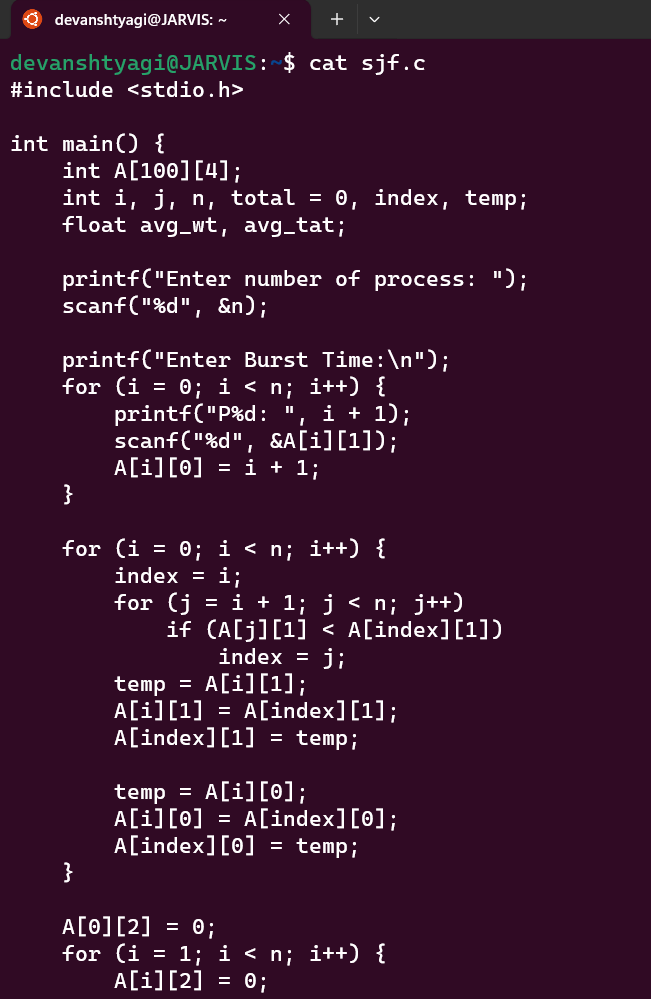 devanshtyagi@JARVIS: ~
devanshtyagi@JARVIS:~$ cat sjf.c
#include <stdio.h>

int main() {
    int A[100][4];
    int i, j, n, total = 0, index, temp;
    float avg_wt, avg_tat;

    printf("Enter number of process: ");
    scanf("%d", &n);

    printf("Enter Burst Time:\n");
    for (i = 0; i < n; i++) {
        printf("P%d: ", i + 1);
        scanf("%d", &A[i][1]);
        A[i][0] = i + 1;
    }

    for (i = 0; i < n; i++) {
        index = i;
        for (j = i + 1; j < n; j++)
            if (A[j][1] < A[index][1])
                index = j;
        temp = A[i][1];
        A[i][1] = A[index][1];
        A[index][1] = temp;

        temp = A[i][0];
        A[i][0] = A[index][0];
        A[index][0] = temp;
    }

    A[0][2] = 0;
    for (i = 1; i < n; i++) {
        A[i][2] = 0;